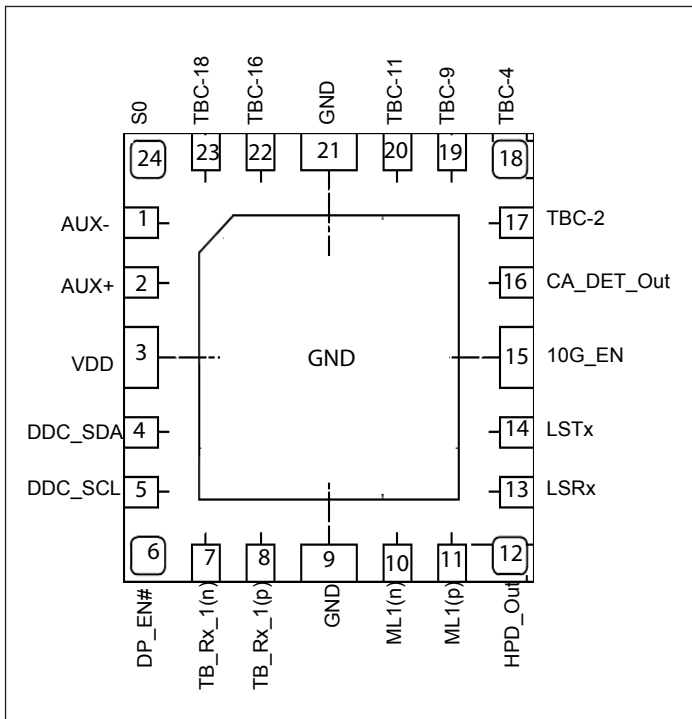 S0
TBC-18
TBC-16
GND
TBC-11
TBC-9
TBC-4
24
23
22
21
20
19
18
AUX-
1
17
TBC-2
AUX+
2
16
CA_DET_Out
VDD
3
GND
15
10G_EN
DDC_SDA
4
14
LSTx
DDC_SCL
5
13
LSRx
6
7
8
9
10
11
12
DP_EN#
TB_Rx_1(n)
TB_Rx_1(p)
GND
ML1(n)
ML1(p)
HPD_Out